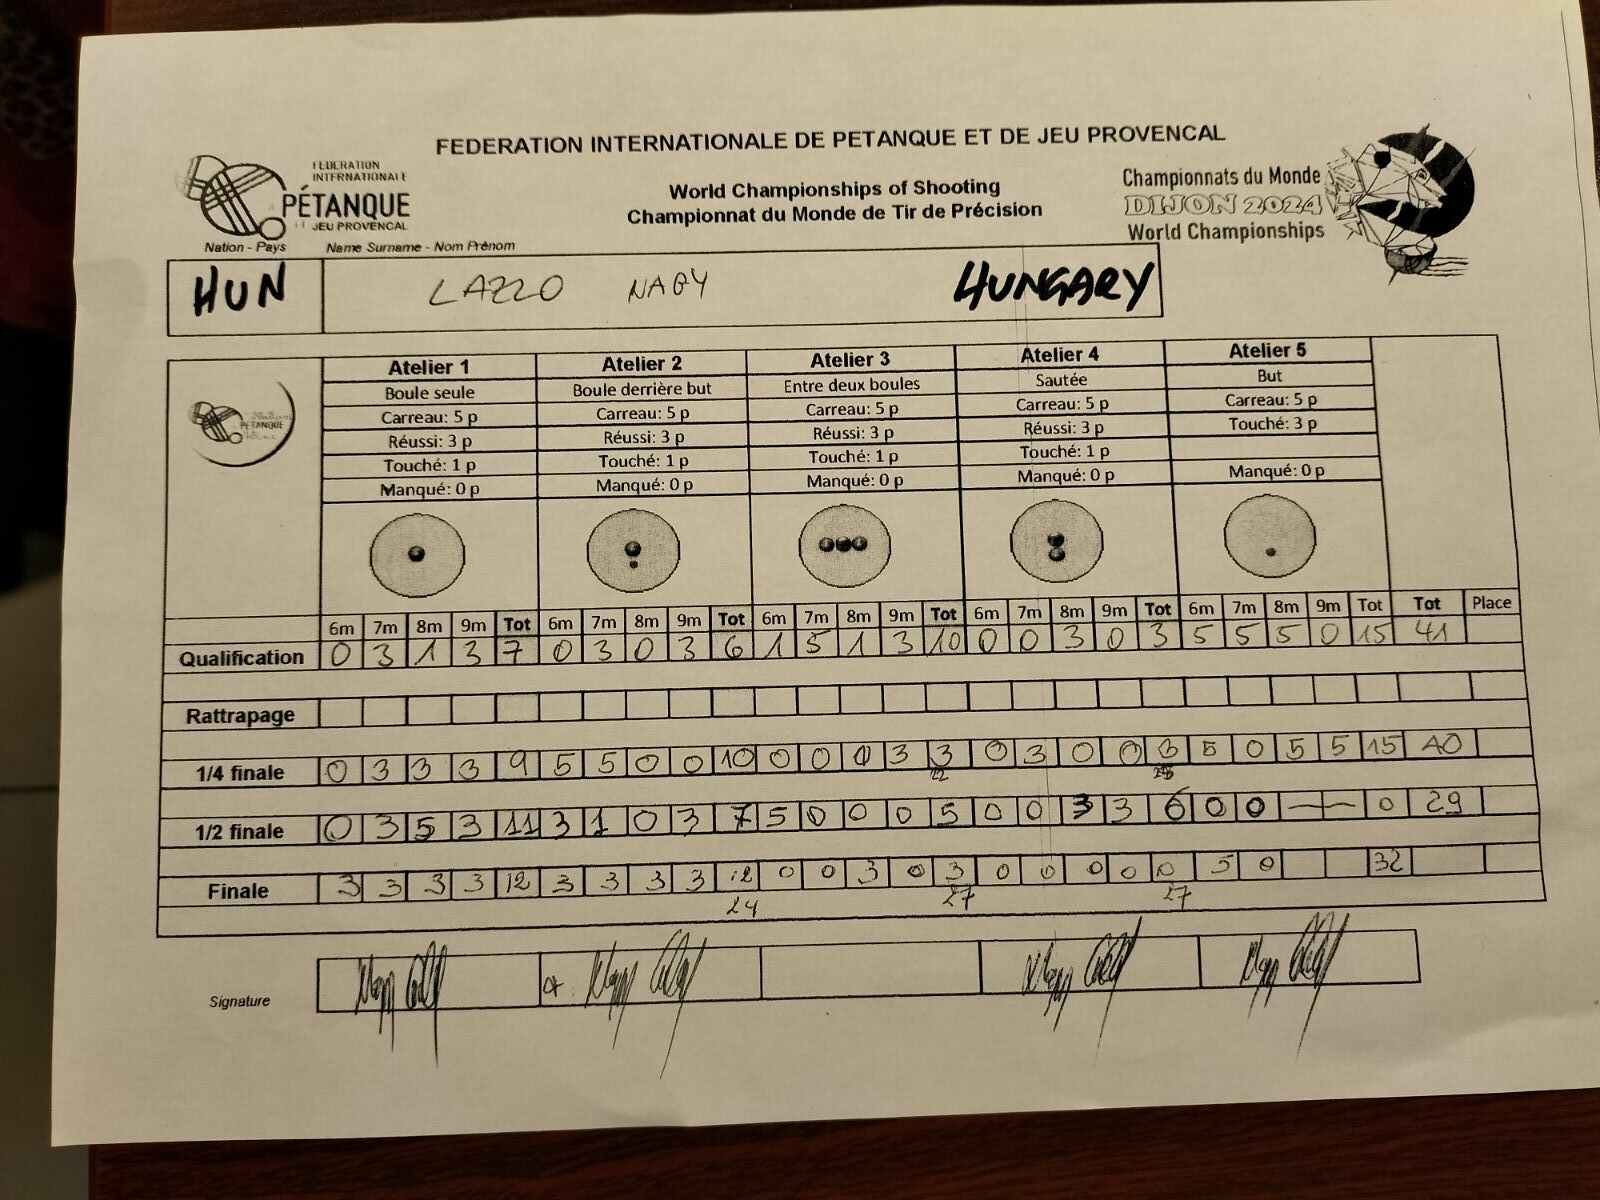 FEDERATION INTERNATIONALE DE PETANQUE ET DE JEU PROVENCAL
FEDERATION
INTERNATIONALE
PÉTANQUE
JEU PROVENCAL
World Championships of Shooting
Championnat du Monde de Tir de Précision
Championnats du Monde
DIJON 2024
World Championships
Nation - Pays Name Surname - Nom Prénom
HUN LAZZO NAGY HUNGARY
Atelier 1 Atelier 2 Atelier 3 Atelier 4 Atelier 5
Boule seule Boule derrière but Entre deux boules Sautée But
Carreau: 5 p Carreau: 5 p Carreau: 5 p Carreau: 5 p Carreau: 5 p
Réussi: 3 p Réussi: 3 p Réussi: 3 p Réussi: 3 p Touché: 3 p
Touché: 1 p Touché: 1 p Touché: 1 p Touché: 1 p
Manqué: 0 p Manqué: 0 p Manqué: 0 p Manqué: 0 p Manqué: 0 p
PETANQUE
6m 7m 8m 9m Tot 6m 7m 8m 9m Tot 6m 7m 8m 9m Tot 6m 7m 8m 9m Tot 6m 7m 8m 9m Tot Tot Place
Qualification 0 3 1 3 7 0 3 0 3 6 1 5 1 3 10 0 0 3 0 3 5 5 5 0 15 41
Rattrapage
1/4 finale 0 3 3 3 9 5 5 0 0 10 0 0 0 3 3 0 3 0 0 3 5 0 5 5 15 40
22
1/2 finale 0 3 5 3 11 3 1 0 3 7 5 0 0 0 5 0 0 3 3 6 0 0 — — 0 29
Finale 3 3 3 3 12 3 3 3 3 12 0 0 3 0 3 0 0 0 0 0 5 0 32
24 27 27
Signature